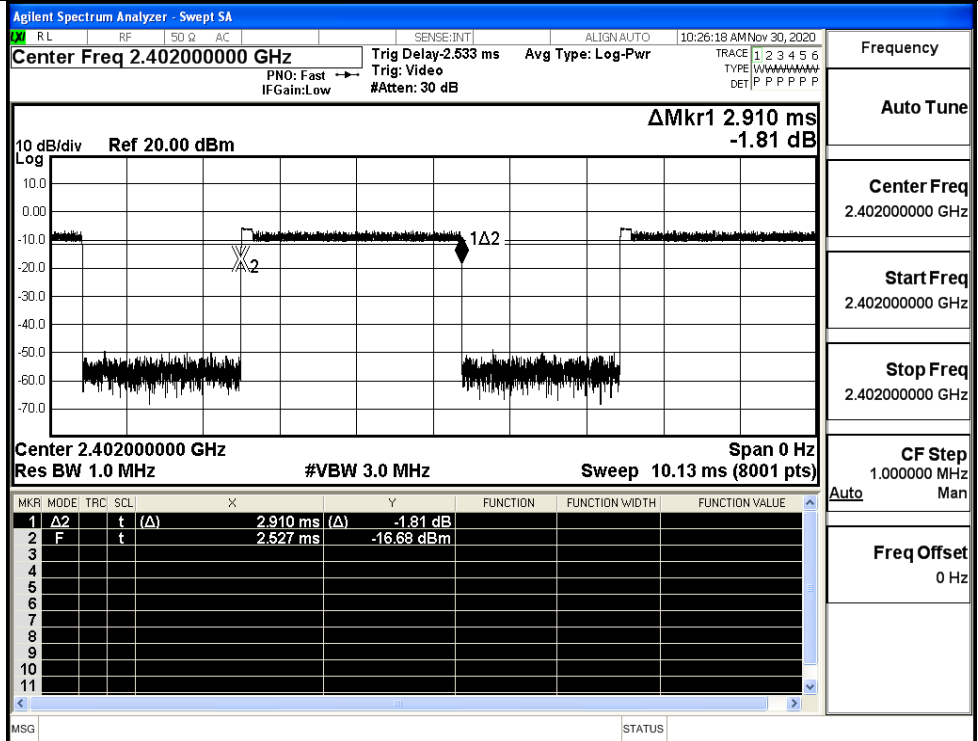 Agilent Spectrum Analyzer - Swept SA
LXI RL RF 50 Ω AC SENSE:INT ALIGN AUTO 10:26:18 AM Nov 30, 2020
Center Freq 2.402000000 GHz
PNO: Fast
IFGain:Low
Trig Delay-2.533 ms
Trig: Video
#Atten: 30 dB
Avg Type: Log-Pwr
TRACE 1 2 3 4 5 6
TYPE WWWWWW
DET P P P P P P
ΔMkr1 2.910 ms
-1.81 dB
10 dB/div Ref 20.00 dBm
Log
10.0
0.00
-10.0
-20.0
-30.0
-40.0
-50.0
-60.0
-70.0
1Δ2
2
Center 2.402000000 GHz Span 0 Hz
Res BW 1.0 MHz #VBW 3.0 MHz Sweep 10.13 ms (8001 pts)
MKR MODE TRC SCL X Y FUNCTION FUNCTION WIDTH FUNCTION VALUE
1 Δ2 t (Δ) 2.910 ms (Δ) -1.81 dB
2 F t 2.527 ms -16.68 dBm
3
4
5
6
7
8
9
10
11
MSG STATUS
Frequency
Auto Tune
Center Freq
2.402000000 GHz
Start Freq
2.402000000 GHz
Stop Freq
2.402000000 GHz
CF Step
1.000000 MHz
Auto Man
Freq Offset
0 Hz